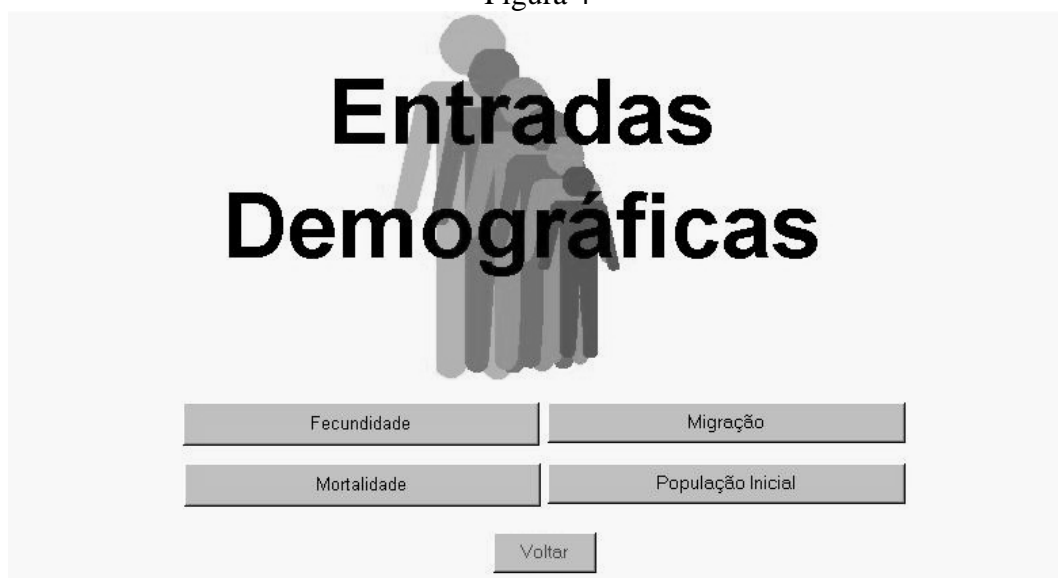 Entradas
Demográficas
Fecundidade
Migração
Mortalidade
População Inicial
Voltar